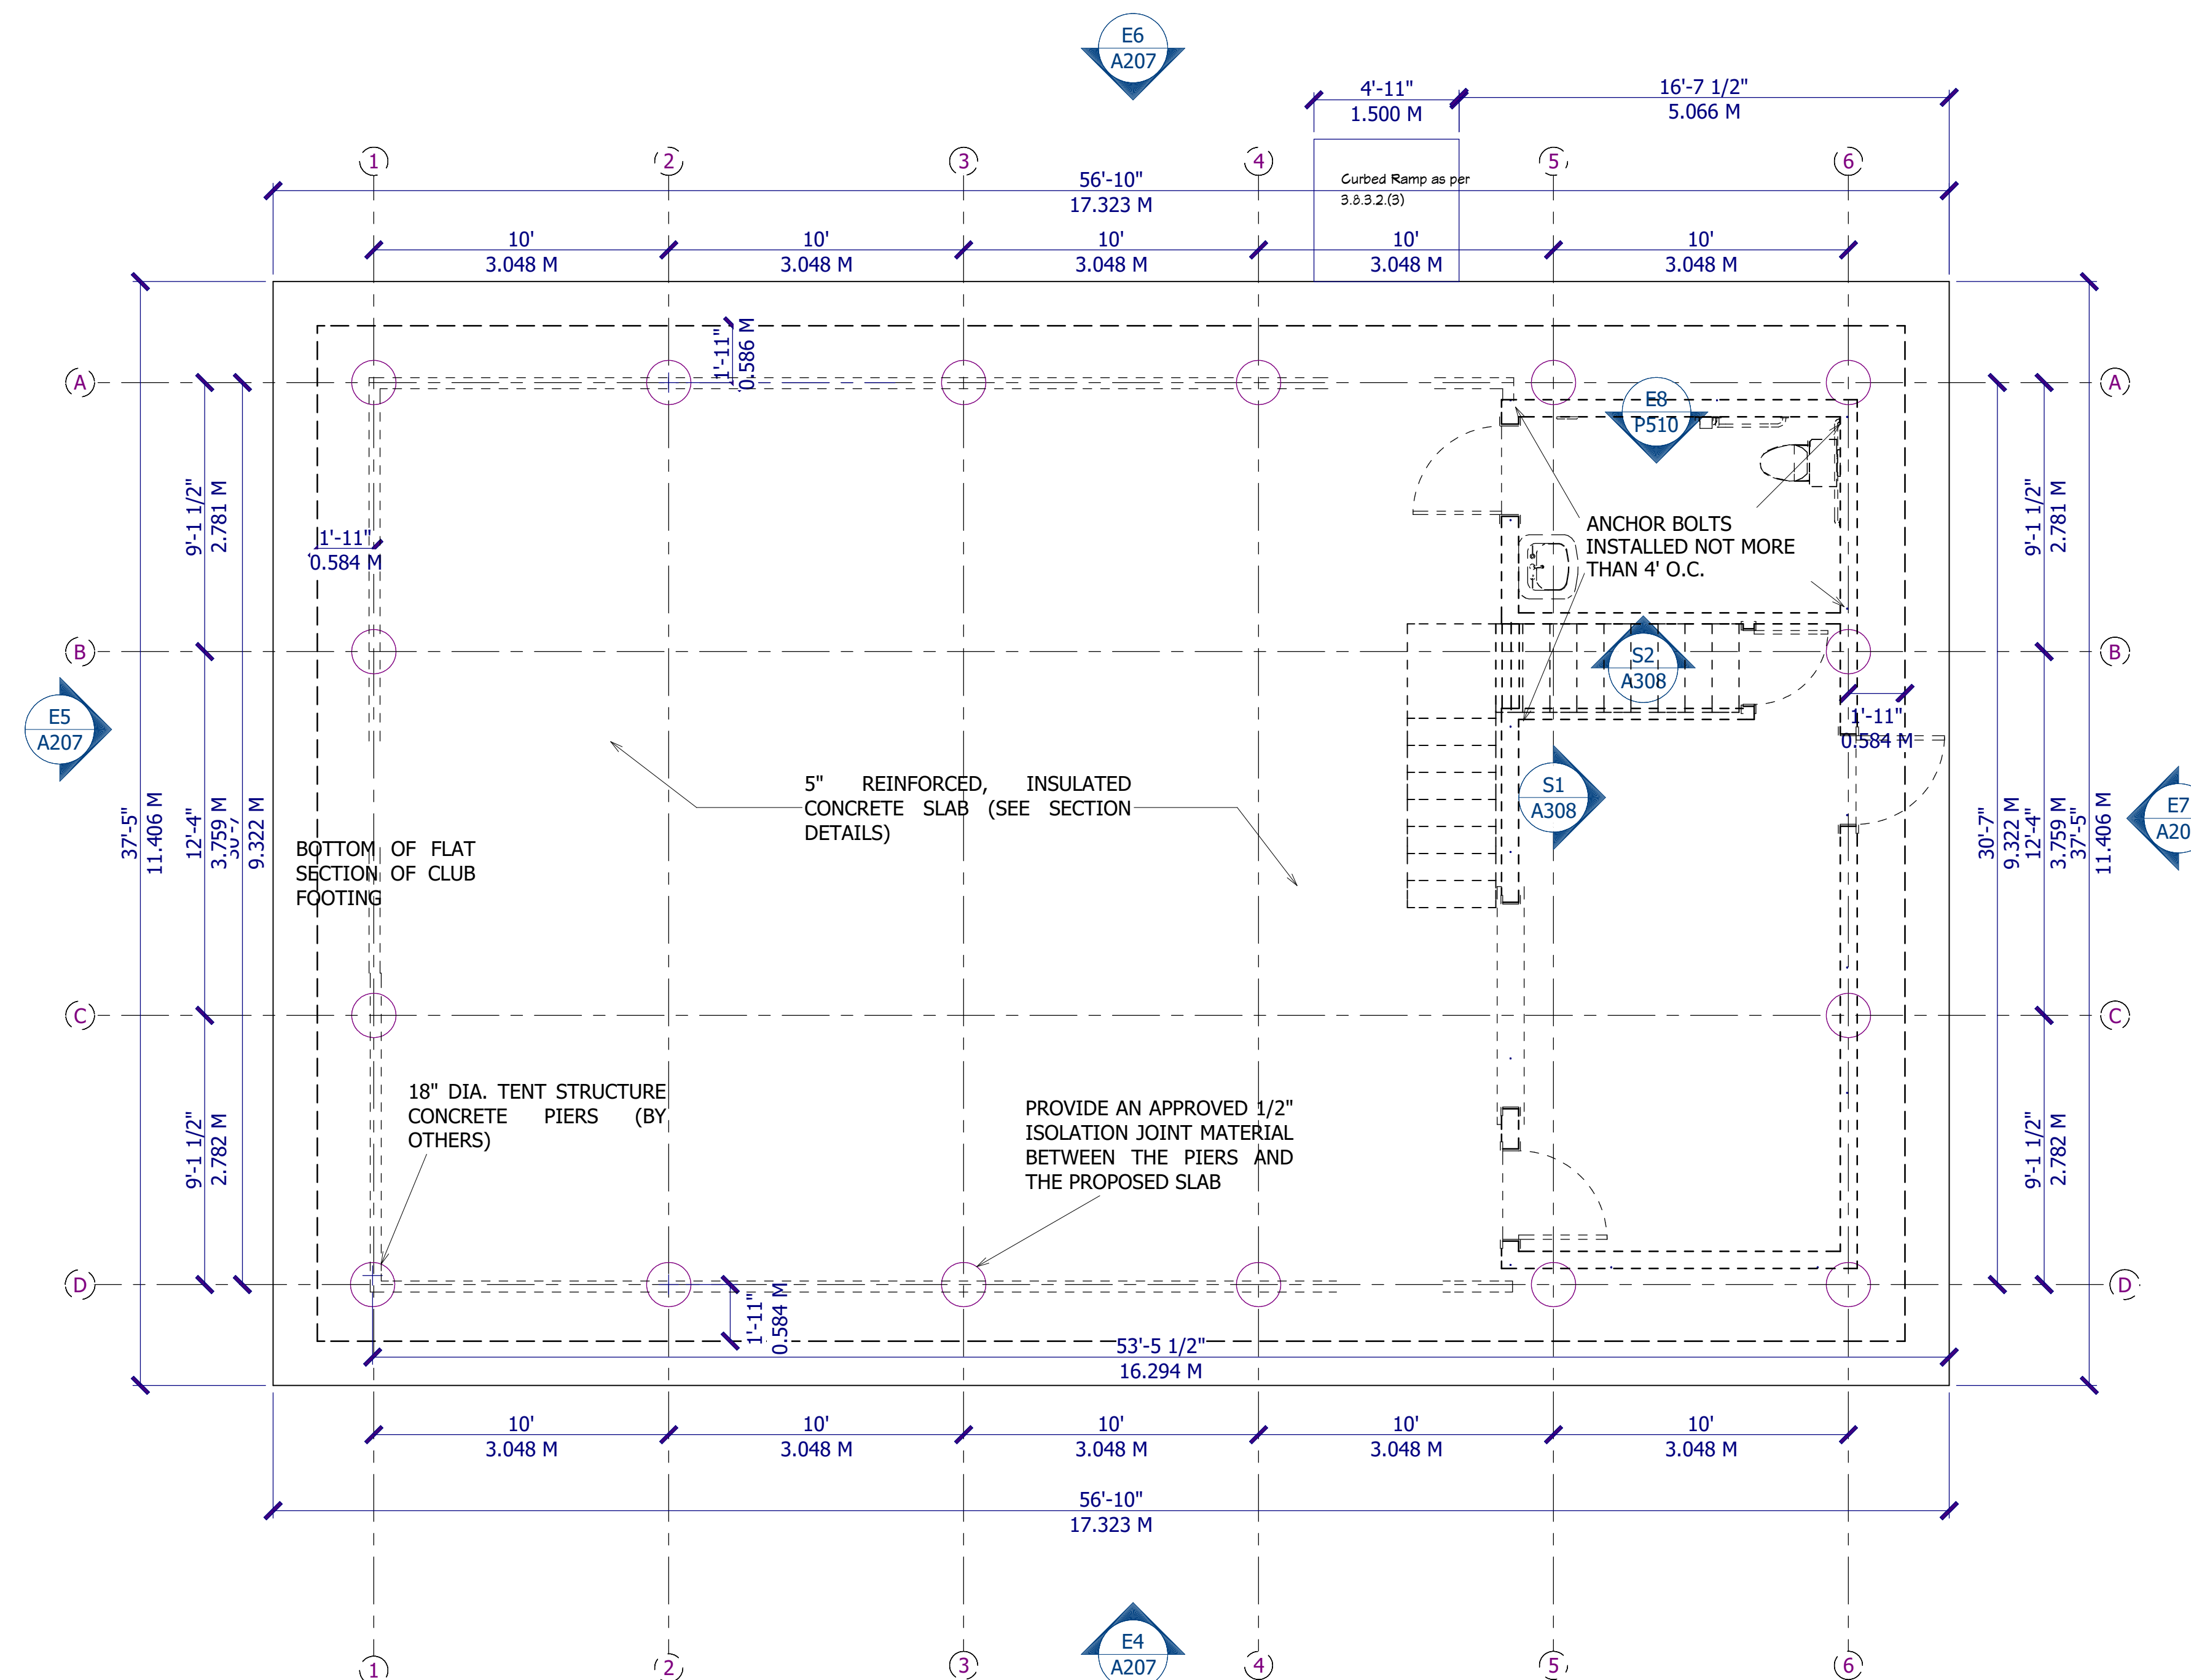 E6
A207
4'-11"
1.500 M
16'-7 1/2"
5.066 M
1
2
3
4
5
6
Curbed Ramp as per
3.8.3.2.(3)
56'-10"
17.323 M
10'
3.048 M
10'
3.048 M
10'
3.048 M
10'
3.048 M
10'
3.048 M
1'-11"
0.586 M
A
A
E8
P510
9'-1 1/2"
2.781 M
1'-11"
0.584 M
ANCHOR BOLTS
INSTALLED NOT MORE
THAN 4' O.C.
9'-1 1/2"
2.781 M
B
B
S2
A308
E5
A207
1'-11"
0.584 M
S1
A308
E7
A20
5" REINFORCED, INSULATED
CONCRETE SLAB (SEE SECTION
DETAILS)
37'-5"
11.406 M
12'-4"
3.759 M
9.322 M
BOTTOM OF FLAT
SECTION OF CLUB
FOOTING
30'-7"
9.322 M
12'-4"
3.759 M
37'-5"
11.406 M
C
C
18" DIA. TENT STRUCTURE
CONCRETE PIERS (BY
OTHERS)
PROVIDE AN APPROVED 1/2"
ISOLATION JOINT MATERIAL
BETWEEN THE PIERS AND
THE PROPOSED SLAB
9'-1 1/2"
2.782 M
9'-1 1/2"
2.782 M
D
D
1'-11"
0.584 M
53'-5 1/2"
16.294 M
10'
3.048 M
10'
3.048 M
10'
3.048 M
10'
3.048 M
10'
3.048 M
56'-10"
17.323 M
E4
A207
1
2
3
4
5
6